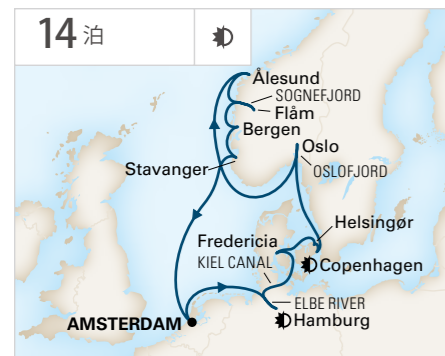 14 泊
Ålesund
SOGNEFJORD
Flåm
Bergen
Oslo
Stavanger
OSLOFJORD
Helsingør
Fredericia
KIEL CANAL
Copenhagen
ELBE RIVER
AMSTERDAM
Hamburg